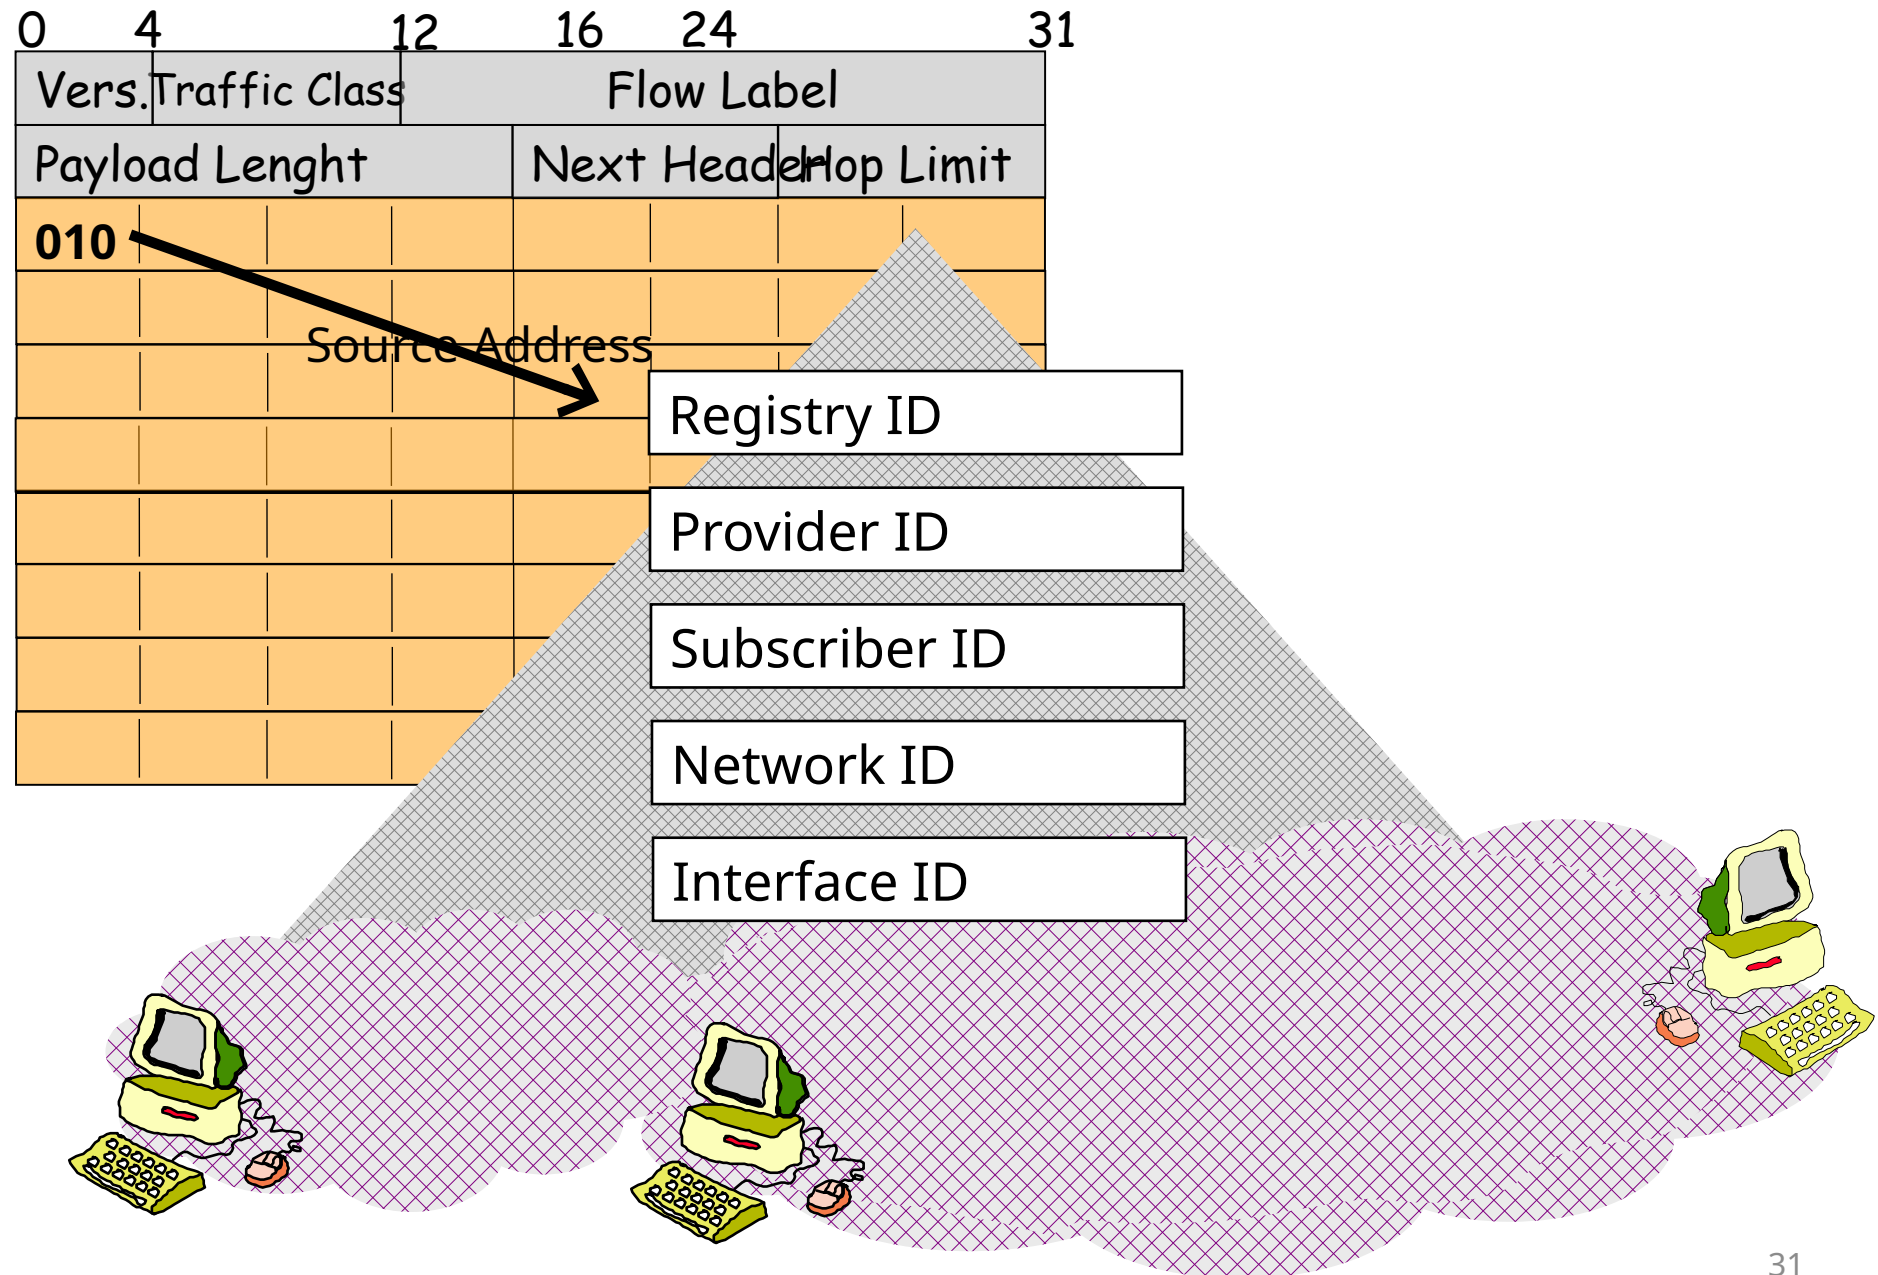 0 4 12 16 24 31
Vers. Traffic Class Flow Label
Payload Lenght Next Header Hop Limit
010
Source Address
Registry ID
Provider ID
Subscriber ID
Network ID
Interface ID
31